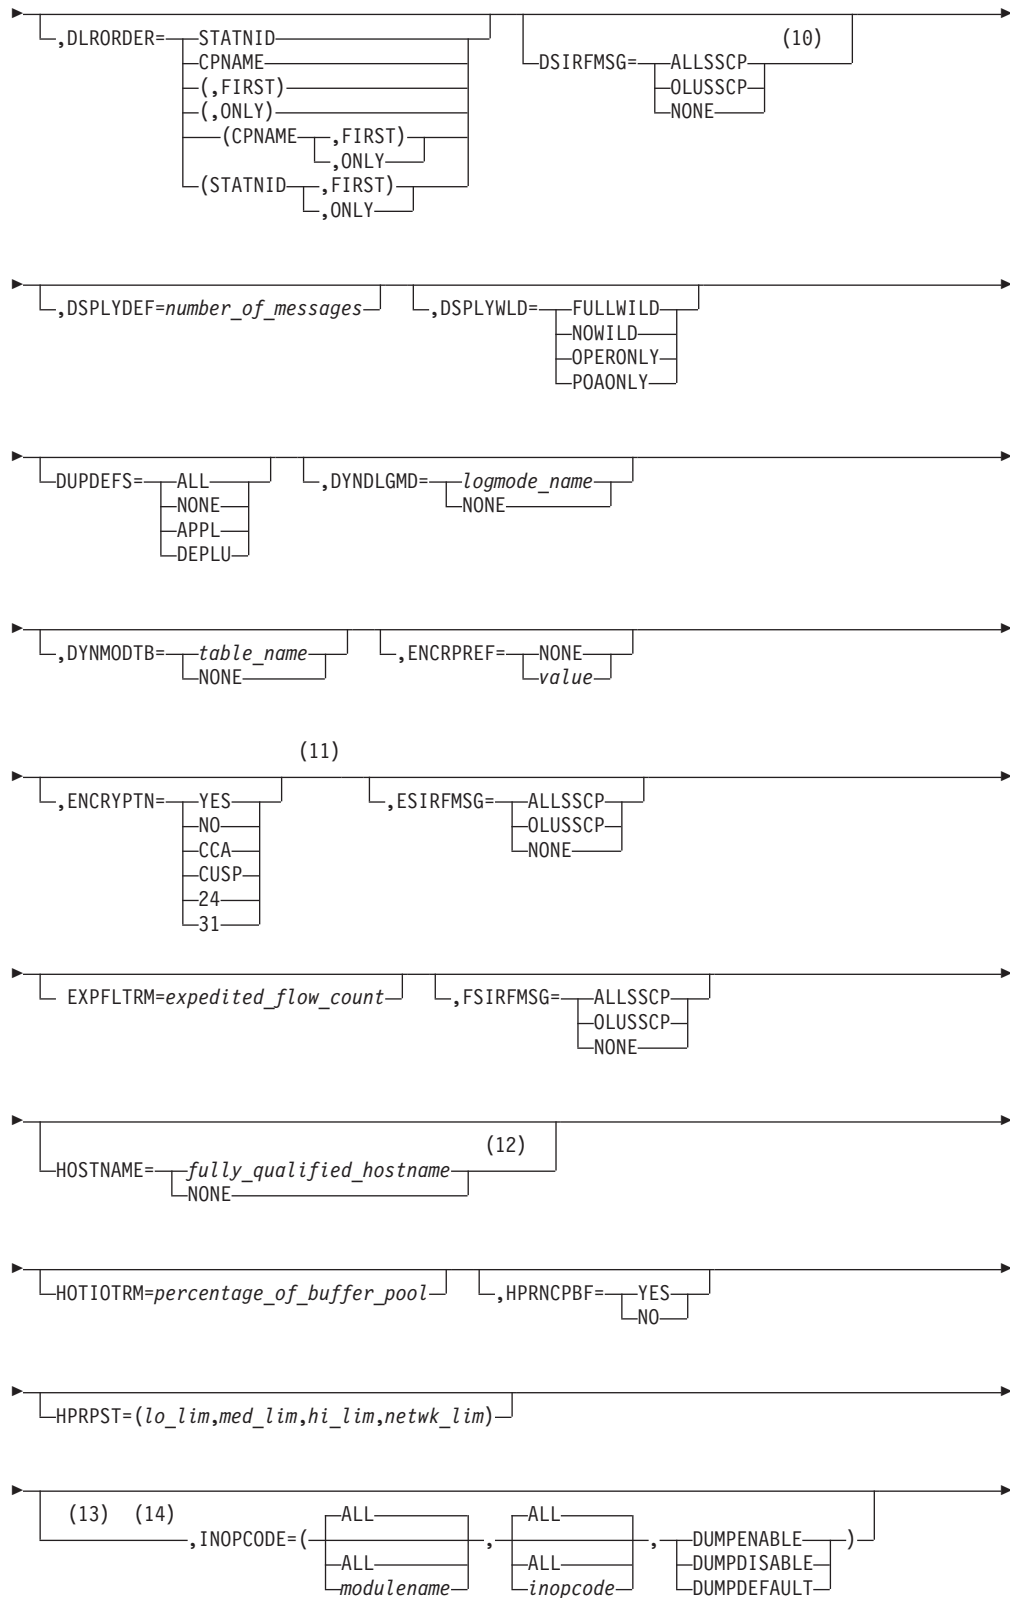 (10)
,DLRORDER= STATNID DSIRFMSG= ALLSSCP
CPNAME OLUSSCP
(,FIRST) NONE
(,ONLY)
(CPNAME ,FIRST)
,ONLY
(STATNID ,FIRST)
,ONLY
,DSPLYDEF=number_of_messages ,DSPLYWLD= FULLWILD
NOWILD
OPERONLY
POAONLY
DUPDEFS= ALL ,DYNDLGMD= logmode_name
NONE NONE
APPL
DEPLU
,DYNMODTB= table_name ,ENCRPREF= NONE
NONE value
(11)
,ENCRYPTN= YES ,ESIRFMSG= ALLSSCP
NO OLUSSCP
CCA NONE
CUSP
24
31
EXPFLTRM=expedited_flow_count ,FSIRFMSG= ALLSSCP
OLUSSCP
NONE
(12)
HOSTNAME= fully_qualified_hostname
NONE
HOTIOTRM=percentage_of_buffer_pool ,HPRNCPBF= YES
NO
HPRPST=(lo_lim,med_lim,hi_lim,netwk_lim)
(13) (14) ALL ALL
,INOPCODE=( , , DUMPENABLE )
ALL ALL DUMPDISABLE
modulename inopcode DUMPDEFAULT